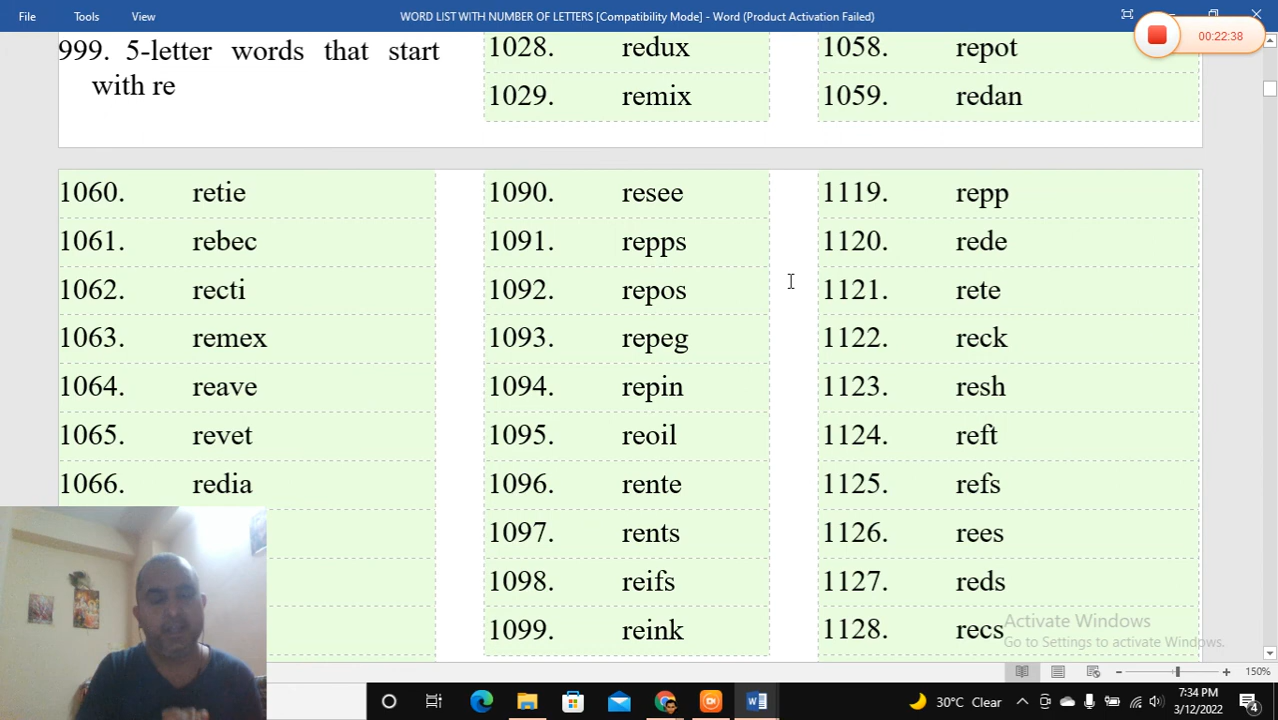 File Tools View WORD LIST WITH NUMBER OF LETTERS [Compatibility Mode] - Word (Product Activation Failed)
00:22:38
999. 5-letter words that start
with re
1028. redux
1029. remix
1058. repot
1059. redan
1060. retie
1061. rebec
1062. recti
1063. remex
1064. reave
1065. revet
1066. redia
1090. resee
1091. repps
1092. repos
1093. repeg
1094. repin
1095. reoil
1096. rente
1097. rents
1098. reifs
1099. reink
1119. repp
1120. rede
1121. rete
1122. reck
1123. resh
1124. reft
1125. refs
1126. rees
1127. reds
1128. recs
Activate Windows
Go to Settings to activate Windows.
150%
30°C Clear
7:34 PM
3/12/2022
4